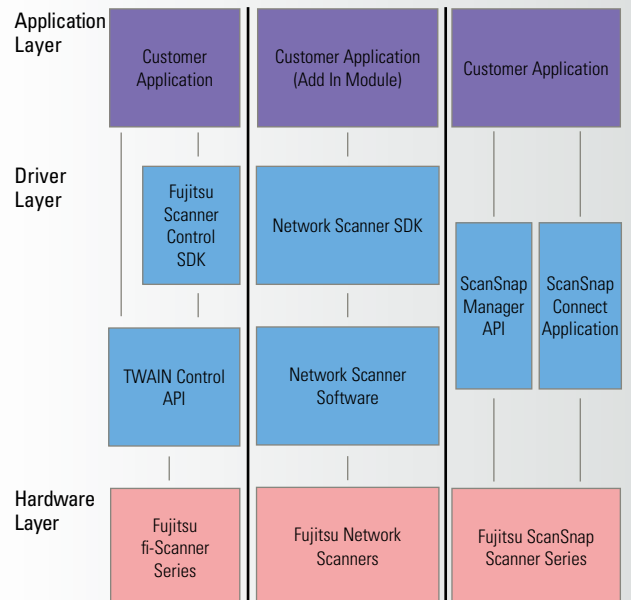 Application
Layer
Customer
Application
Customer Application
(Add In Module)
Customer Application
Driver
Layer
Fujitsu
Scanner
Control
SDK
Network Scanner SDK
ScanSnap
Manager
API
ScanSnap
Connect
Application
TWAIN Control
API
Network Scanner
Software
Hardware
Layer
Fujitsu
fi-Scanner
Series
Fujitsu Network
Scanners
Fujitsu ScanSnap
Scanner Series